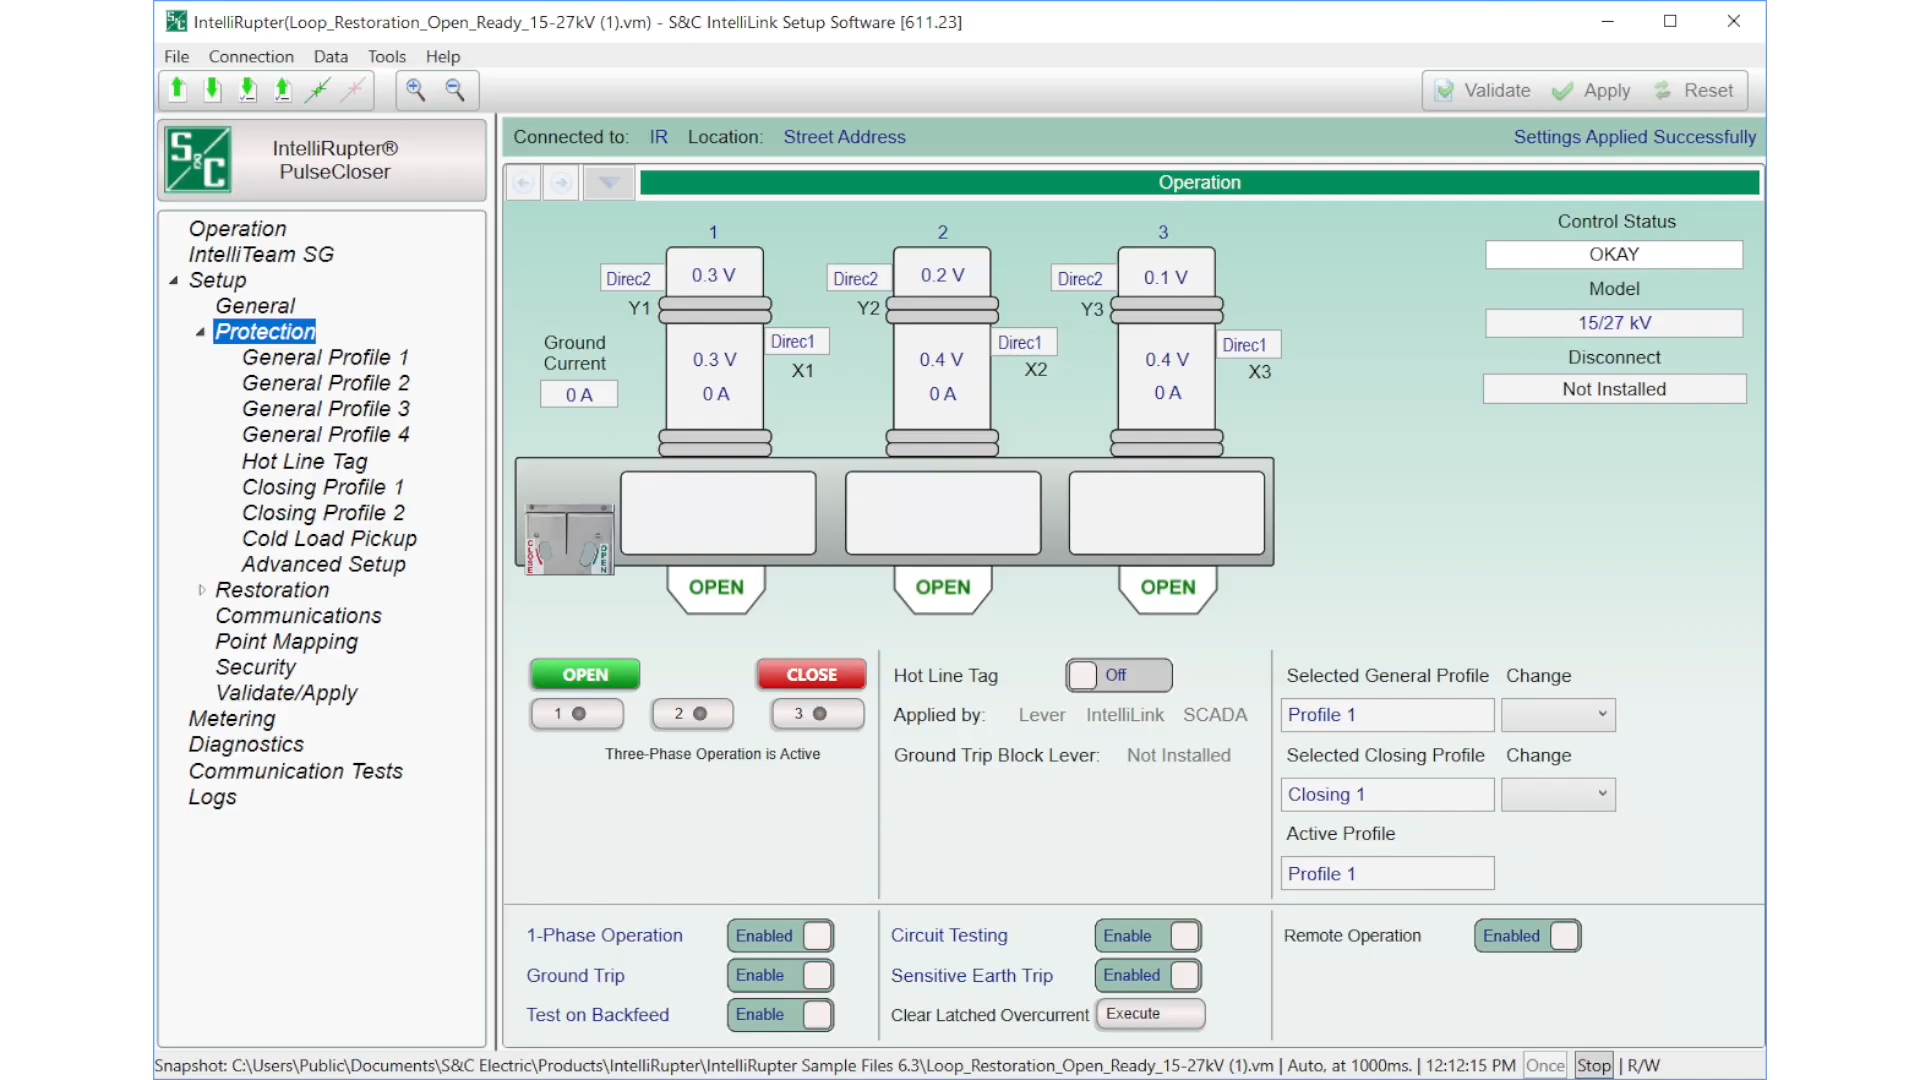 IntelliRupter(Loop_Restoration_Open_Ready_15-27kV (1).vm) - S&C IntelliLink Setup Software [611.23]
File Connection Data Tools Help
Validate Apply Reset
S&C
IntelliRupter®
PulseCloser
Connected to: IR Location: Street Address Settings Applied Successfully
Operation
IntelliTeam SG
Setup
General
Protection
General Profile 1
General Profile 2
General Profile 3
General Profile 4
Hot Line Tag
Closing Profile 1
Closing Profile 2
Cold Load Pickup
Advanced Setup
Restoration
Communications
Point Mapping
Security
Validate/Apply
Metering
Diagnostics
Communication Tests
Logs
Operation
1 2 3
Direc2 0.3 V Direc2 0.2 V Direc2 0.1 V
Y1 Y2 Y3
Ground
Current
0 A
0.3 V Direc1 0.4 V Direc1 0.4 V Direc1
X1 X2 X3
0 A 0 A 0 A
CLOSE OPEN
OPEN OPEN OPEN
Control Status
OKAY
Model
15/27 kV
Disconnect
Not Installed
OPEN CLOSE
1 2 3
Three-Phase Operation is Active
Hot Line Tag Off
Applied by: Lever IntelliLink SCADA
Ground Trip Block Lever: Not Installed
Selected General Profile Change
Profile 1
Selected Closing Profile Change
Closing 1
Active Profile
Profile 1
1-Phase Operation Enabled
Ground Trip Enable
Test on Backfeed Enable
Circuit Testing Enable
Sensitive Earth Trip Enabled
Clear Latched Overcurrent Execute
Remote Operation Enabled
Snapshot: C:\Users\Public\Documents\S&C Electric\Products\IntelliRupter\IntelliRupter Sample Files 6.3\Loop_Restoration_Open_Ready_15-27kV (1).vm | Auto, at 1000ms. | 12:12:15 PM Once Stop | R/W